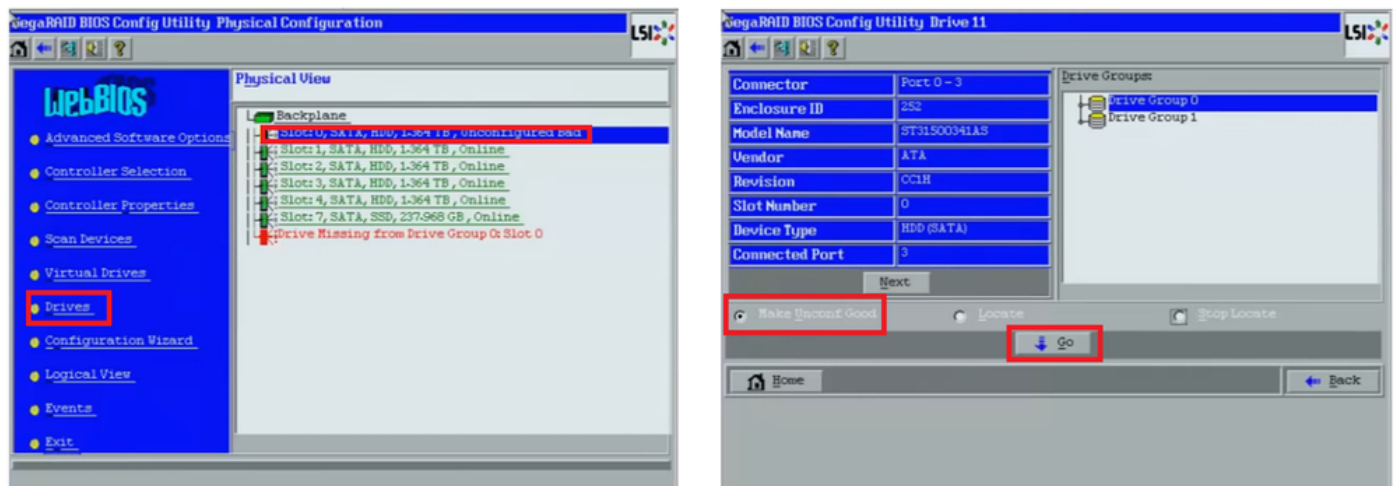 MegaRAID BIOS Config Utility Physical Configuration
LSI
WebBIOS
Advanced Software Options
Controller Selection
Controller Properties
Scan Devices
Virtual Drives
Drives
Configuration Wizard
Logical View
Events
Exit
Physical View
Backplane
Slot: 0, SATA, HDD, 1.364 TB, Unconfigured Bad
Slot: 1, SATA, HDD, 1.364 TB, Online
Slot: 2, SATA, HDD, 1.364 TB, Online
Slot: 3, SATA, HDD, 1.364 TB, Online
Slot: 4, SATA, HDD, 1.364 TB, Online
Slot: 7, SATA, SSD, 237.968 GB, Online
Drive Missing from Drive Group 0: Slot 0
MegaRAID BIOS Config Utility Drive 11
LSI
Connector Port 0 - 3
Enclosure ID 252
Model Name ST31500341AS
Vendor ATA
Revision CC1H
Slot Number 0
Device Type HDD (SATA)
Connected Port 3
Next
Drive Groups:
Drive Group 0
Drive Group 1
Make Unconf Good Locate Stop Locate
Go
Home Back